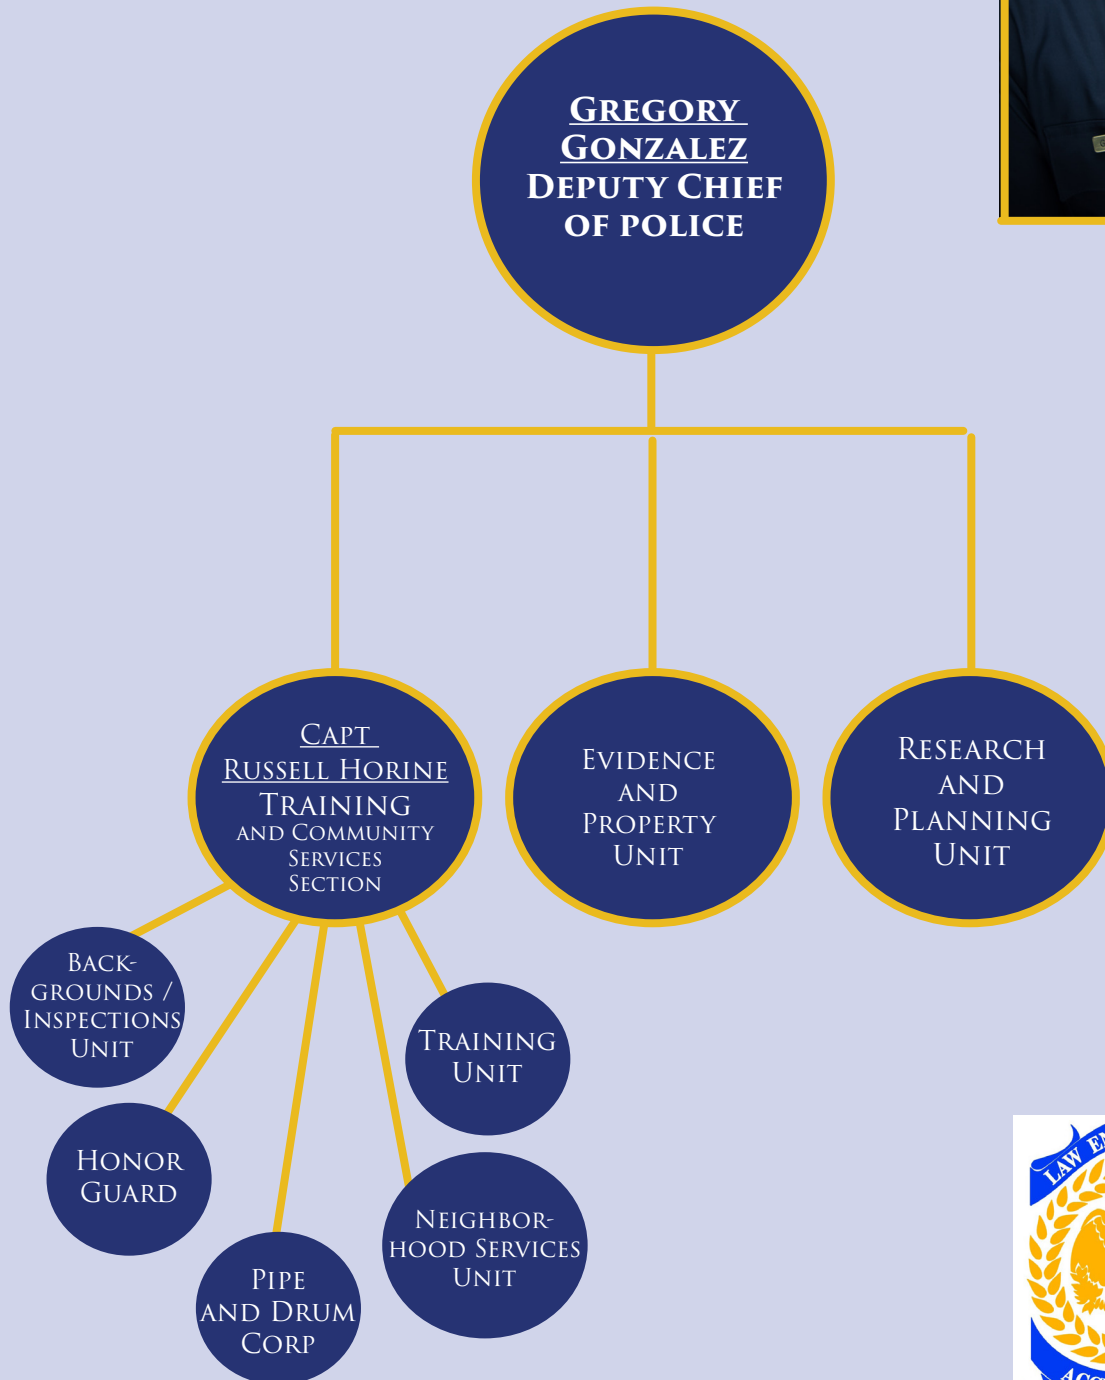 Gregory
Gonzalez
Deputy Chief
of police
Capt
Russell Horine
Training
and Community
Services
Section
Evidence
and
Property
Unit
Research
and
Planning
Unit
Back-
grounds /
Inspections
Unit
Training
Unit
Honor
Guard
Neighbor-
hood Services
Unit
Pipe
and Drum
Corp
LAW